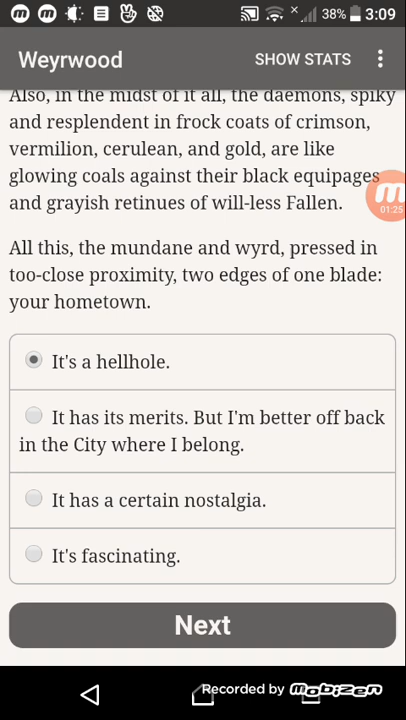 38% 3:09
Weyrwood SHOW STATS
Also, in the midst of it all, the daemons, spiky
and resplendent in frock coats of crimson,
vermilion, cerulean, and gold, are like
glowing coals against their black equipages
and grayish retinues of will-less Fallen.
01:25
All this, the mundane and wyrd, pressed in
too-close proximity, two edges of one blade:
your hometown.
It's a hellhole.
It has its merits. But I'm better off back
in the City where I belong.
It has a certain nostalgia.
It's fascinating.
Next
Recorded by mobizen